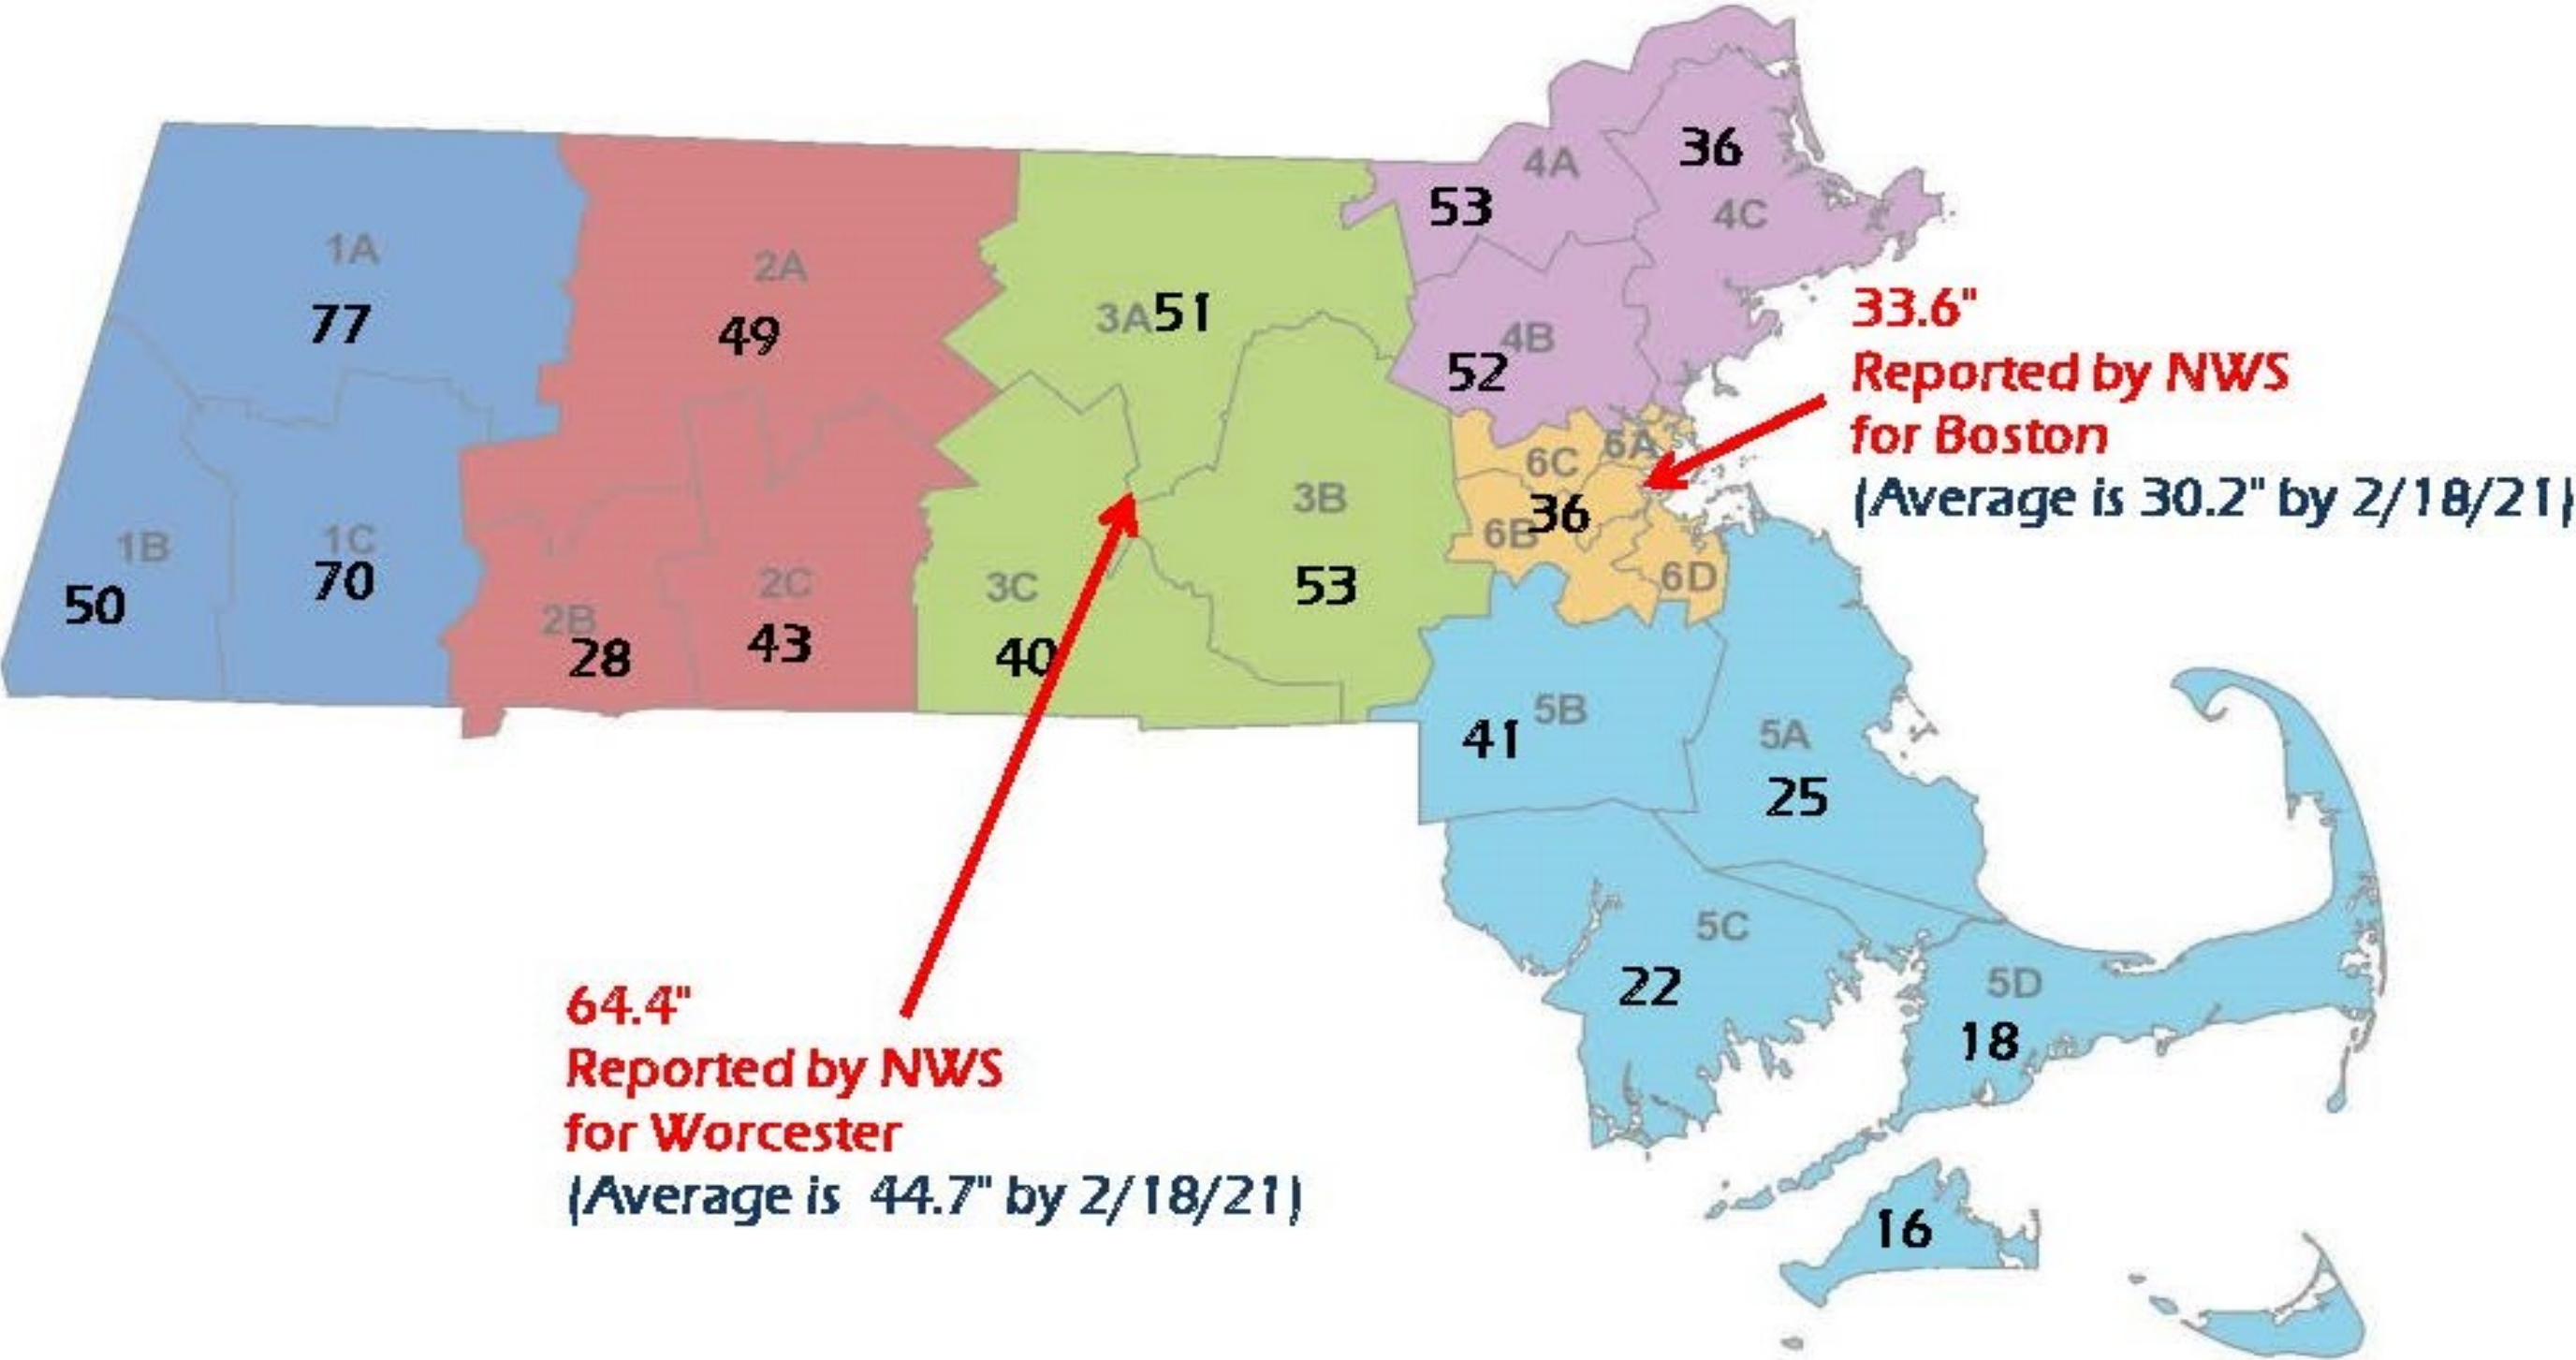 36
4A
53
4C
1A
2A
33.6"
77
49
3A 51
4B
52
Reported by NWS
for Boston
(Average is 30.2" by 2/18/21)
6A
6C
36
6B
6D
3B
53
1B
50
1C
70
2B
28
2C
43
3C
40
5B
41
5A
25
5C
22
5D
18
64.4"
Reported by NWS
for Worcester
(Average is 44.7" by 2/18/21)
16